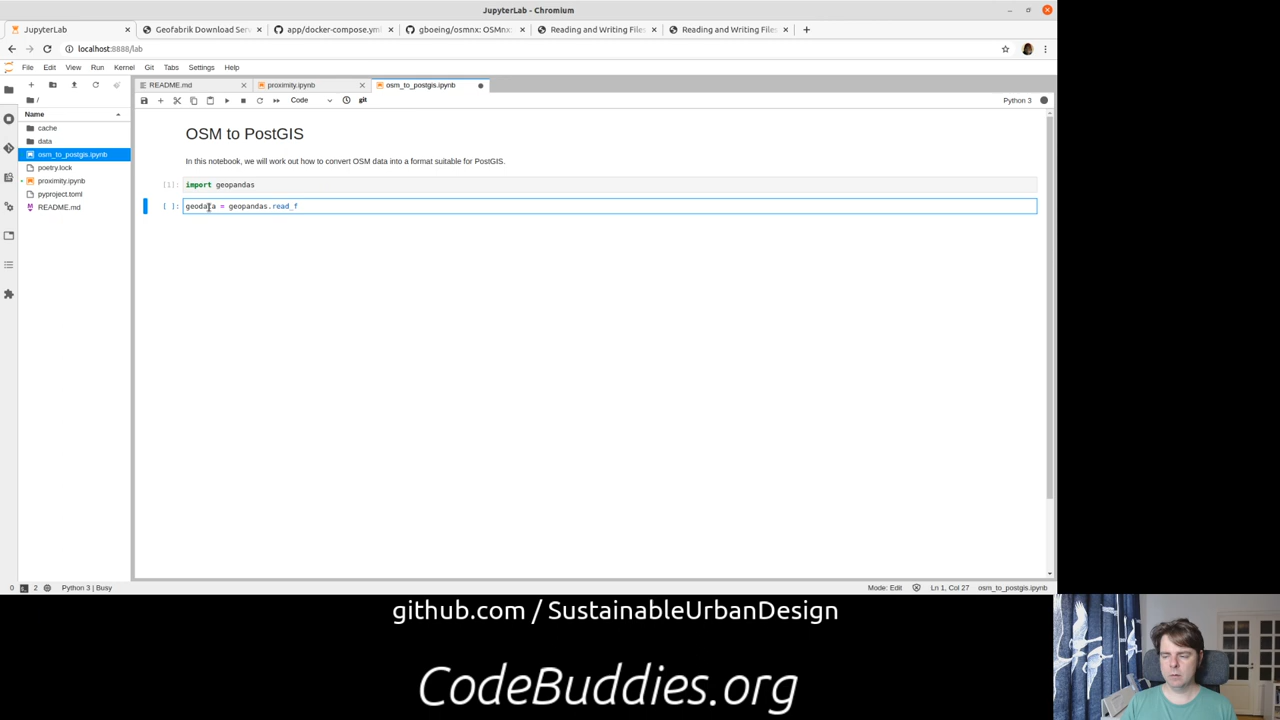 JupyterLab - Chromium
JupyterLab
Geofabrik Download Ser
app/docker-compose.ym
gboeing/osmnx: OSMnx:
Reading and Writing Files
Reading and Writing Files
localhost:8888/lab
File Edit View Run Kernel Git Tabs Settings Help
README.md
proximity.ipynb
osm_to_postgis.ipynb
Code
git
Python 3
/
Name
cache
data
osm_to_postgis.ipynb
poetry.lock
proximity.ipynb
pyproject.toml
README.md
OSM to PostGIS
In this notebook, we will work out how to convert OSM data into a format suitable for PostGIS.
[1]: import geopandas
[ ]: geodata = geopandas.read_f
0 2 Python 3 | Busy
Mode: Edit Ln 1, Col 27 osm_to_postgis.ipynb
github.com / SustainableUrbanDesign
CodeBuddies.org